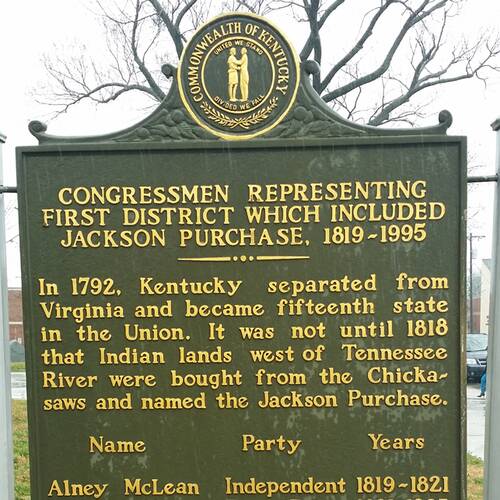 COMMONWEALTH OF KENTUCKY
UNITED WE STAND
DIVIDED WE FALL
CONGRESSMEN REPRESENTING
FIRST DISTRICT WHICH INCLUDED
JACKSON PURCHASE, 1819-1995
In 1792, Kentucky separated from
Virginia and became fifteenth state
in the Union. It was not until 1818
that Indian lands west of Tennessee
River were bought from the Chicka-
saws and named the Jackson Purchase.
Name Party Years
Alney McLean Independent 1819-1821